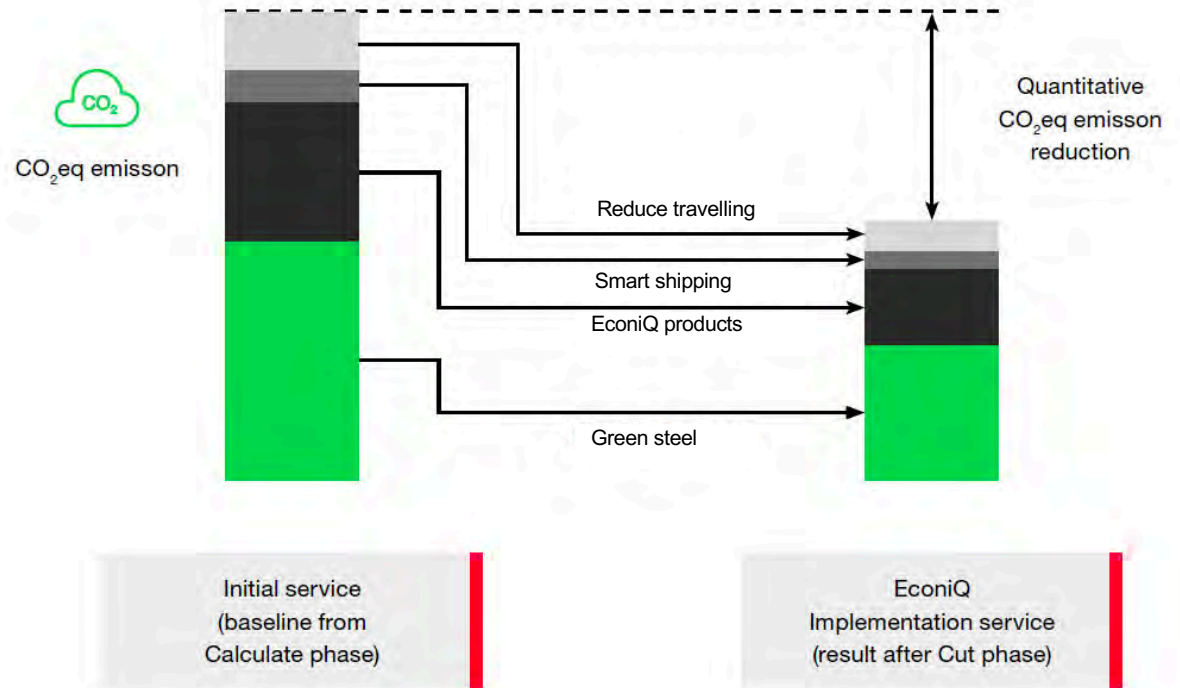 CO₂
CO₂eq emisson
Quantitative
CO₂eq emisson
reduction
Reduce travelling
Smart shipping
EconiQ products
Green steel
Initial service
(baseline from
Calculate phase)
EconiQ
Implementation service
(result after Cut phase)